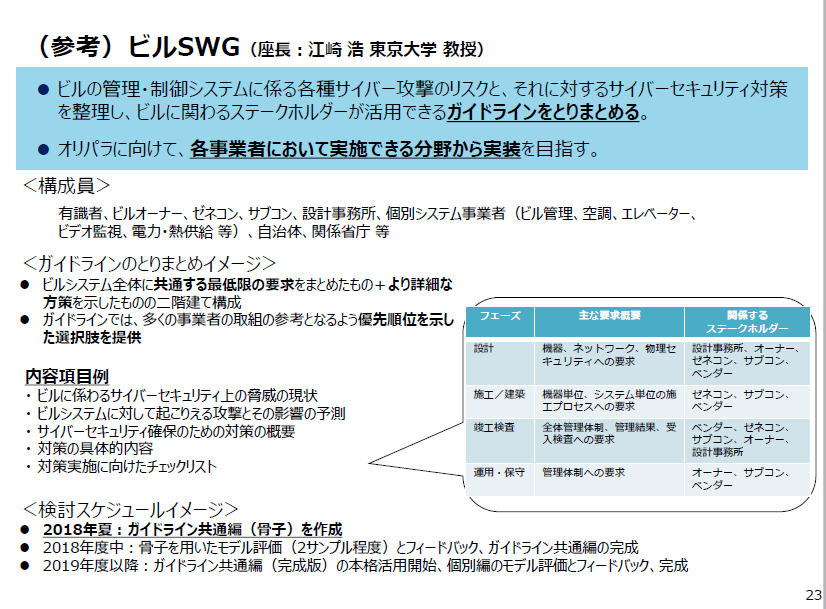 （参考）ビルSWG（座長：江崎 浩 東京大学 教授）
● ビルの管理・制御システムに係る各種サイバー攻撃のリスクと、それに対するサイバーセキュリティ対策
を整理し、ビルに関わるステークホルダーが活用できるガイドラインをとりまとめる。
● オリパラに向けて、各事業者において実施できる分野から実装を目指す。
＜構成員＞
有識者、ビルオーナー、ゼネコン、サブコン、設計事務所、個別システム事業者（ビル管理、空調、エレベーター、
ビデオ監視、電力・熱供給 等）、自治体、関係省庁 等
＜ガイドラインのとりまとめイメージ＞
● ビルシステム全体に共通する最低限の要求をまとめたもの＋より詳細な
方策を示したものの二階建て構成
● ガイドラインでは、多くの事業者の取組の参考となるよう優先順位を示し
た選択肢を提供
内容項目例
・ビルに係わるサイバーセキュリティ上の脅威の現状
・ビルシステムに対して起こりえる攻撃とその影響の予測
・サイバーセキュリティ確保のための対策の概要
・対策の具体的内容
・対策実施に向けたチェックリスト
フェーズ 主な要求概要 関係する
ステークホルダー
設計 機器、ネットワーク、物理セ 設計事務所、オーナー、
キュリティへの要求 ゼネコン、サブコン、
ベンダー
施工／建築 機器単位、システム単位の施 ゼネコン、サブコン、
工プロセスへの要求 ベンダー
竣工検査 全体管理体制、管理結果、受 ベンダー、ゼネコン、
入検査への要求 サブコン、オーナー、
設計事務所
運用・保守 管理体制への要求 オーナー、サブコン、
ベンダー
＜検討スケジュールイメージ＞
● 2018年夏：ガイドライン共通編（骨子）を作成
● 2018年度中：骨子を用いたモデル評価（2サンプル程度）とフィードバック、ガイドライン共通編の完成
● 2019年度以降：ガイドライン共通編（完成版）の本格活用開始、個別編のモデル評価とフィードバック、完成
23